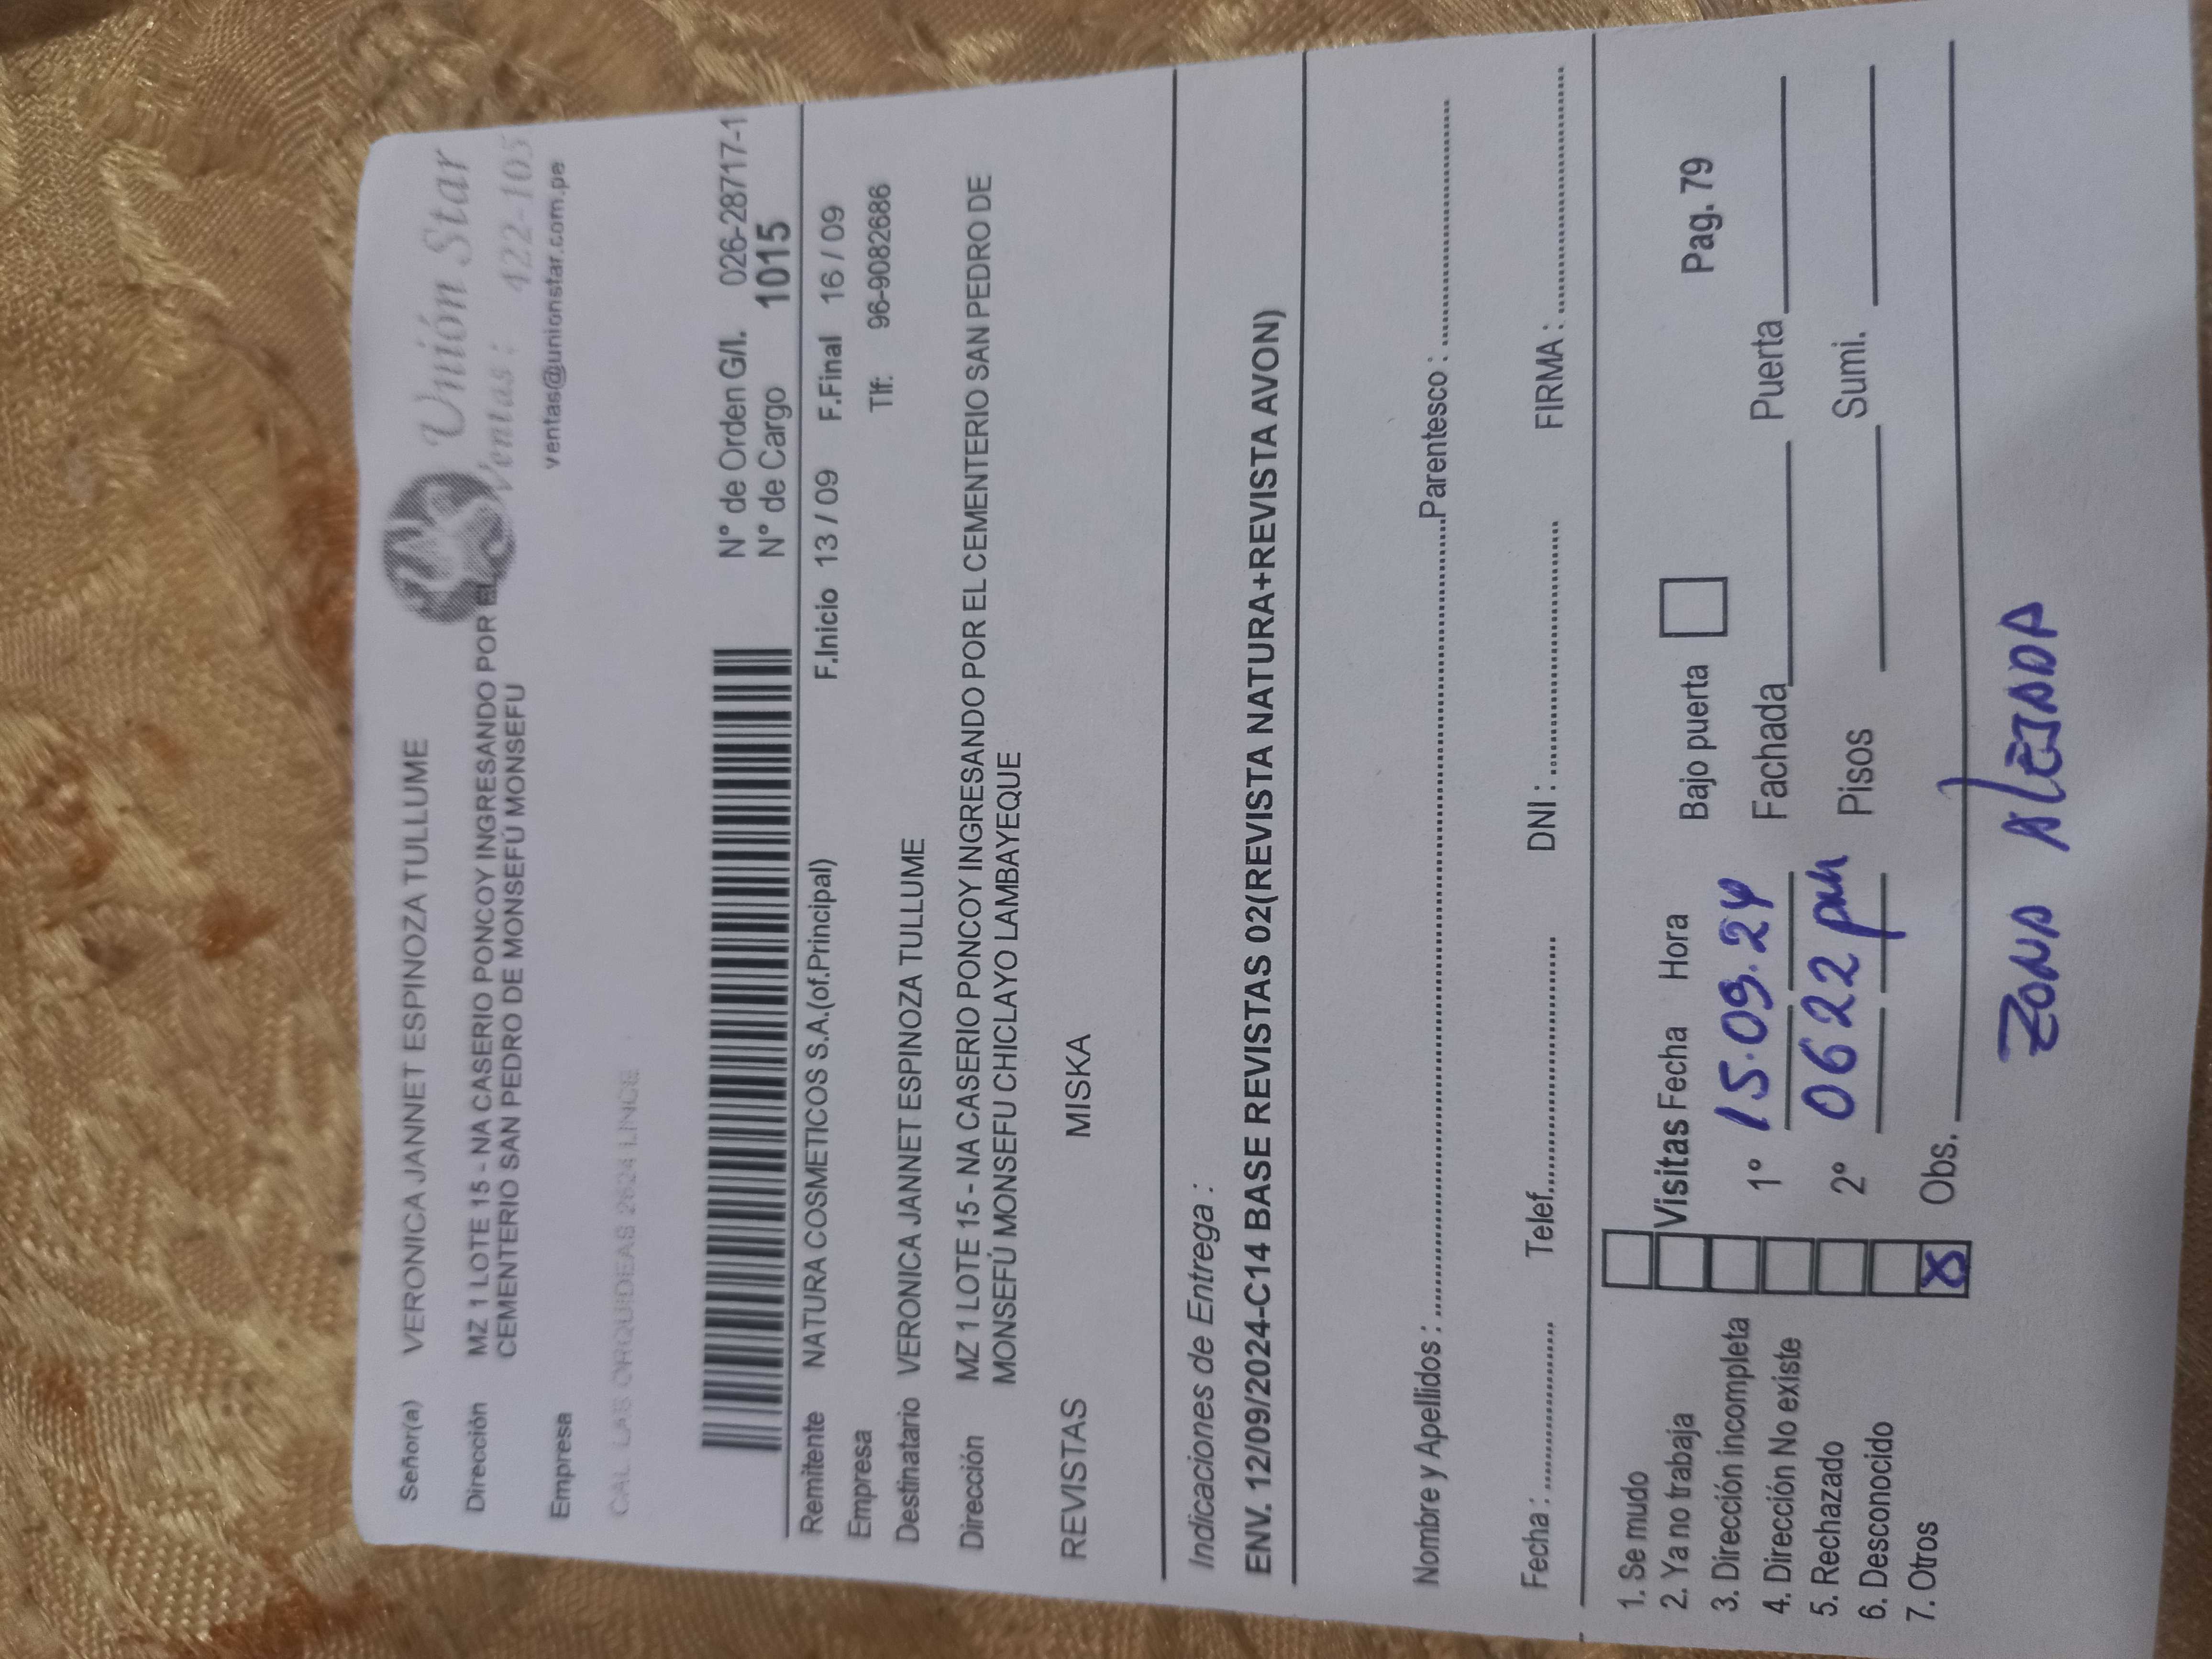 Señor(a) VERONICA JANNET ESPINOZA TULLUME
Unión Star
Ventas: 422-105
ventas@unionstar.com.pe
Dirección MZ 1 LOTE 15 - NA CASERIO PONCOY INGRESANDO POR EL
CEMENTERIO SAN PEDRO DE MONSEFÚ MONSEFU
Empresa
CAL. LAS ORQUIDEAS 2624 LINCE
N° de Orden G/I. 026-28717-1
N° de Cargo 1015
Remitente NATURA COSMETICOS S.A.(of.Principal) F.Inicio 13 / 09 F.Final 16 / 09
Empresa Tlf: 96-9082686
Destinatario VERONICA JANNET ESPINOZA TULLUME
Dirección MZ 1 LOTE 15 - NA CASERIO PONCOY INGRESANDO POR EL CEMENTERIO SAN PEDRO DE
MONSEFÚ MONSEFU CHICLAYO LAMBAYEQUE
REVISTAS MISKA
Indicaciones de Entrega :
ENV. 12/09/2024-C14 BASE REVISTAS 02(REVISTA NATURA+REVISTA AVON)
Nombre y Apellidos : Parentesco :
Fecha : Telef. DNI : FIRMA :
1. Se mudo
2. Ya no trabaja Visitas Fecha Hora Bajo puerta Pag. 79
3. Dirección incompleta 1° 15.09.24 Fachada Puerta
4. Dirección No existe
5. Rechazado 2° 0622 pm Pisos Sumi.
6. Desconocido
7. Otros X Obs.
ZONA ALEJADA